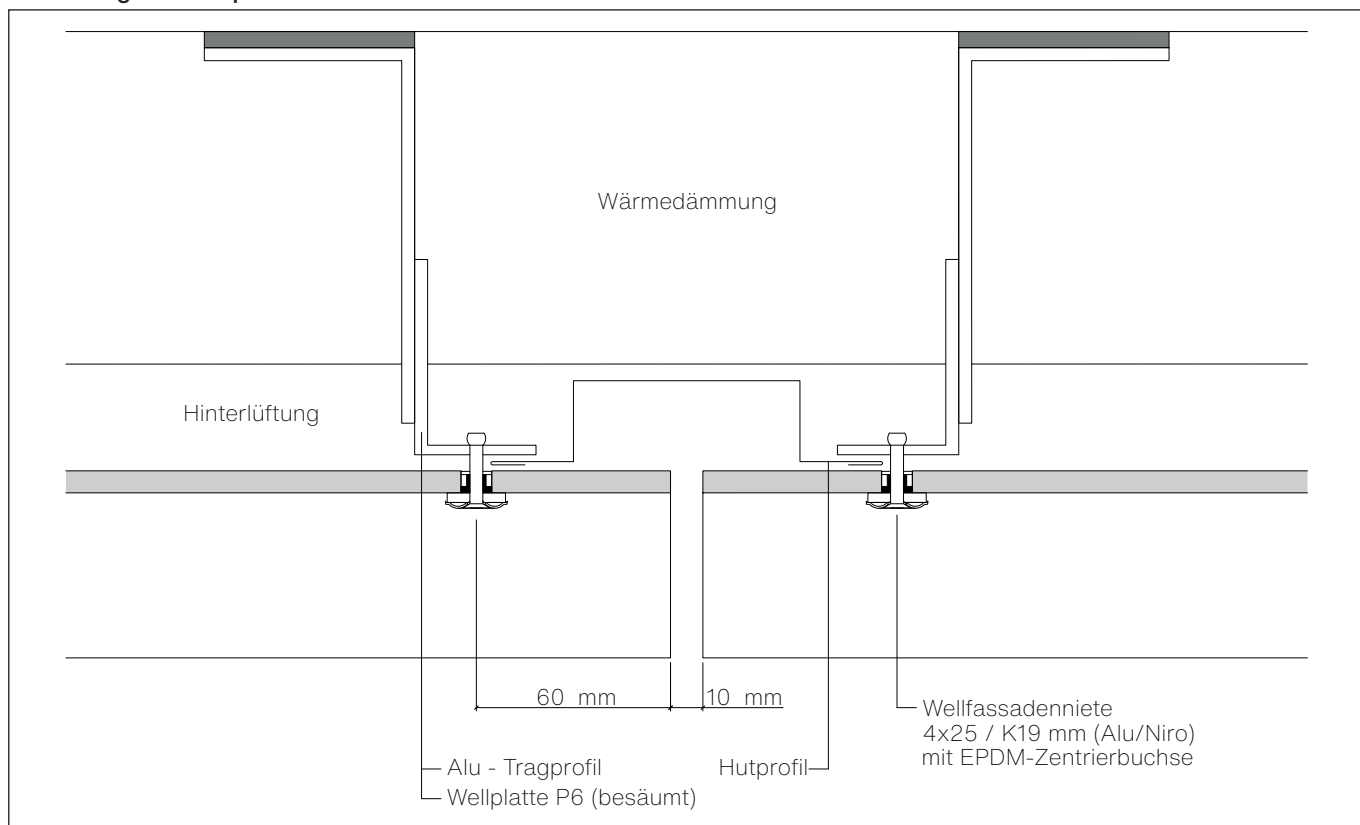 Wärmedämmung
Hinterlüftung
60 mm
10 mm
Wellfassadenniete
4x25 / K19 mm (Alu/Niro)
mit EPDM-Zentrierbuchse
Alu - Tragprofil
Hutprofil
Wellplatte P6 (besäumt)